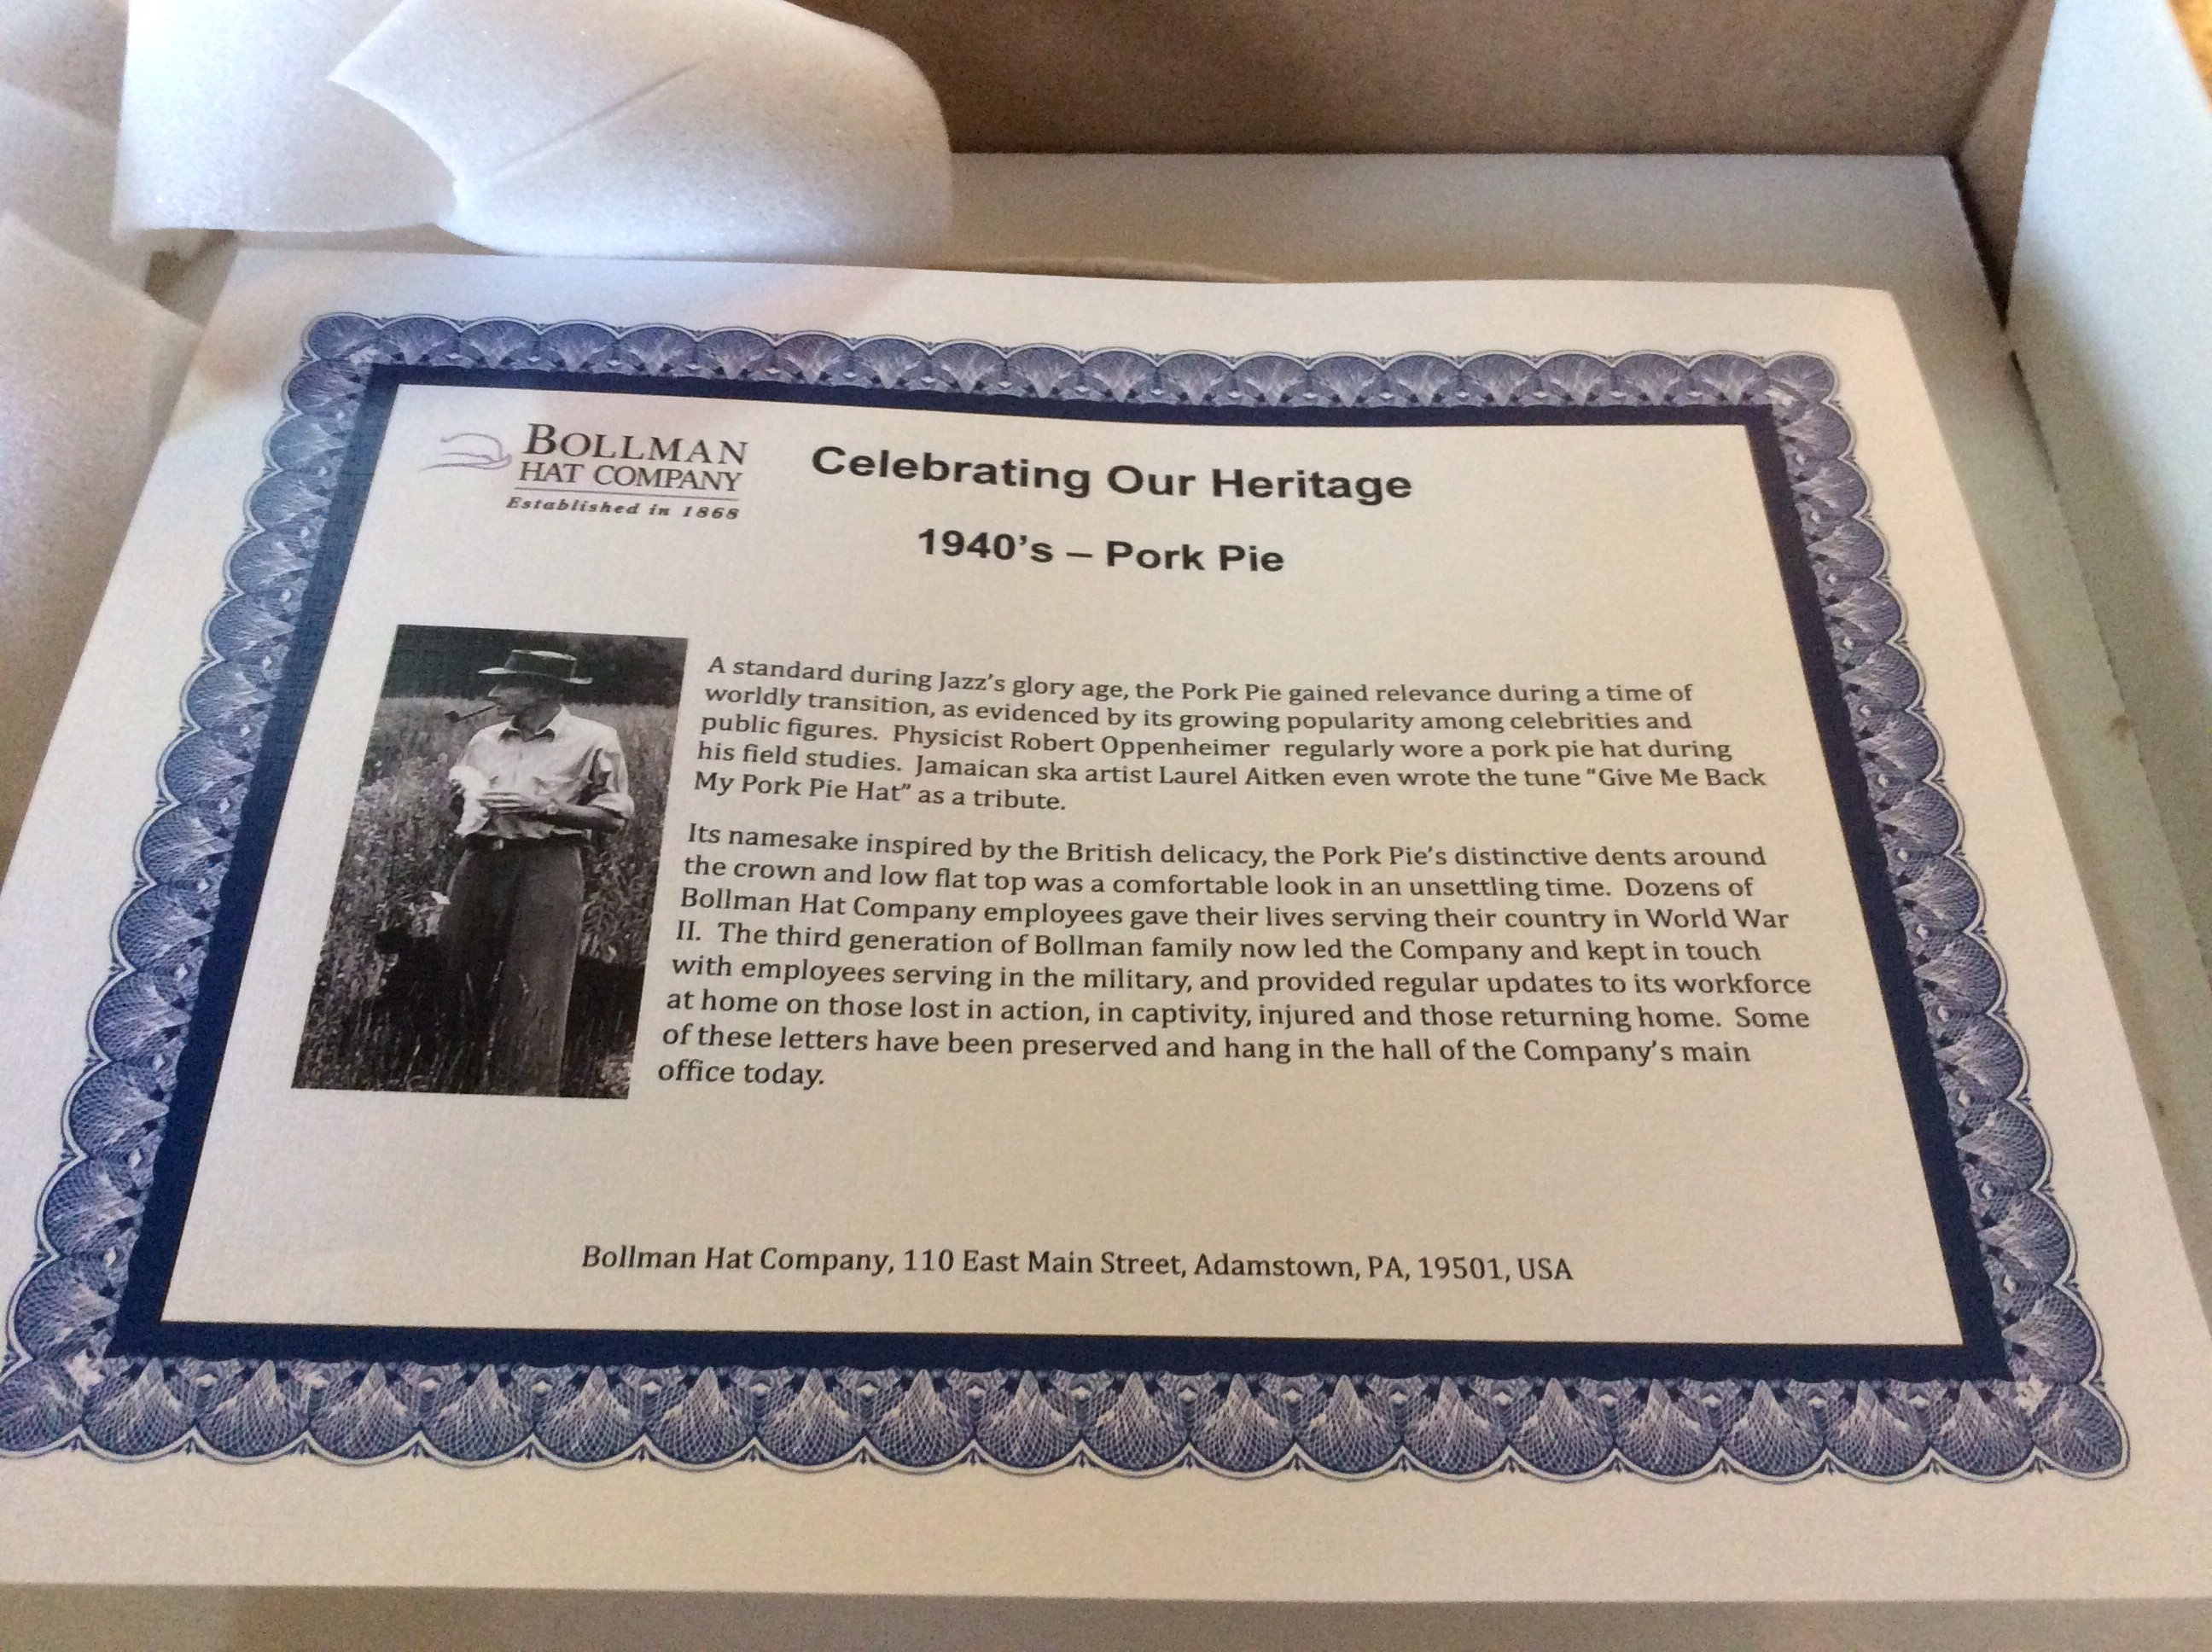 BOLLMAN
HAT COMPANY
Established in 1868
Celebrating Our Heritage
1940's – Pork Pie
A standard during Jazz's glory age, the Pork Pie gained relevance during a time of
worldly transition, as evidenced by its growing popularity among celebrities and
public figures.  Physicist Robert Oppenheimer  regularly wore a pork pie hat during
his field studies.  Jamaican ska artist Laurel Aitken even wrote the tune "Give Me Back
My Pork Pie Hat" as a tribute.
Its namesake inspired by the British delicacy, the Pork Pie's distinctive dents around
the crown and low flat top was a comfortable look in an unsettling time.  Dozens of
Bollman Hat Company employees gave their lives serving their country in World War
II.  The third generation of Bollman family now led the Company and kept in touch
with employees serving in the military, and provided regular updates to its workforce
at home on those lost in action, in captivity, injured and those returning home.  Some
of these letters have been preserved and hang in the hall of the Company's main
office today.
Bollman Hat Company, 110 East Main Street, Adamstown, PA, 19501, USA